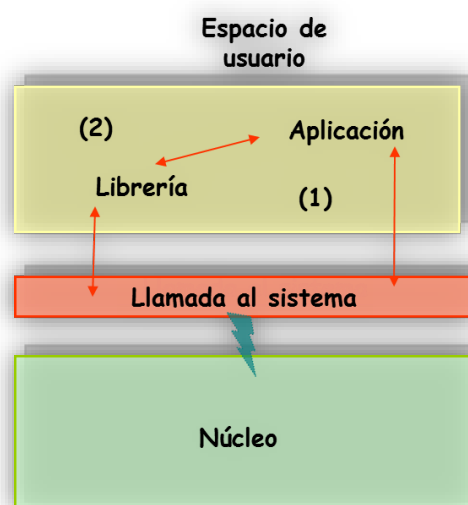 Espacio de
usuario
(2)
Aplicación
Librería
(1)
Llamada al sistema
Núcleo